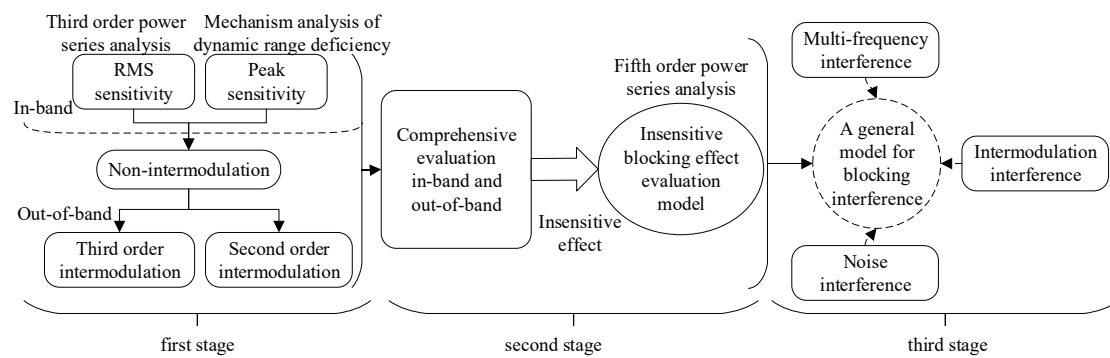 Third order power
series analysis
Mechanism analysis of
dynamic range deficiency
RMS
sensitivity
Peak
sensitivity
In-band
Non-intermodulation
Out-of-band
Third order
intermodulation
Second order
intermodulation
first stage
Comprehensive
evaluation
in-band and
out-of-band
Insensitive
effect
Fifth order power
series analysis
Insensitive
blocking effect
evaluation
model
second stage
Multi-frequency
interference
A general
model for
blocking
interference
Intermodulation
interference
Noise
interference
third stage